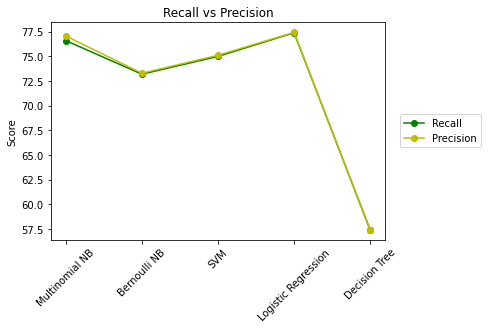 Recall vs Precision
77.5
75.0
72.5
70.0
67.5
65.0
62.5
60.0
57.5
Score
Multinomial NB
Bernoulli NB
SVM
Logistic Regression
Decision Tree
Recall
Precision